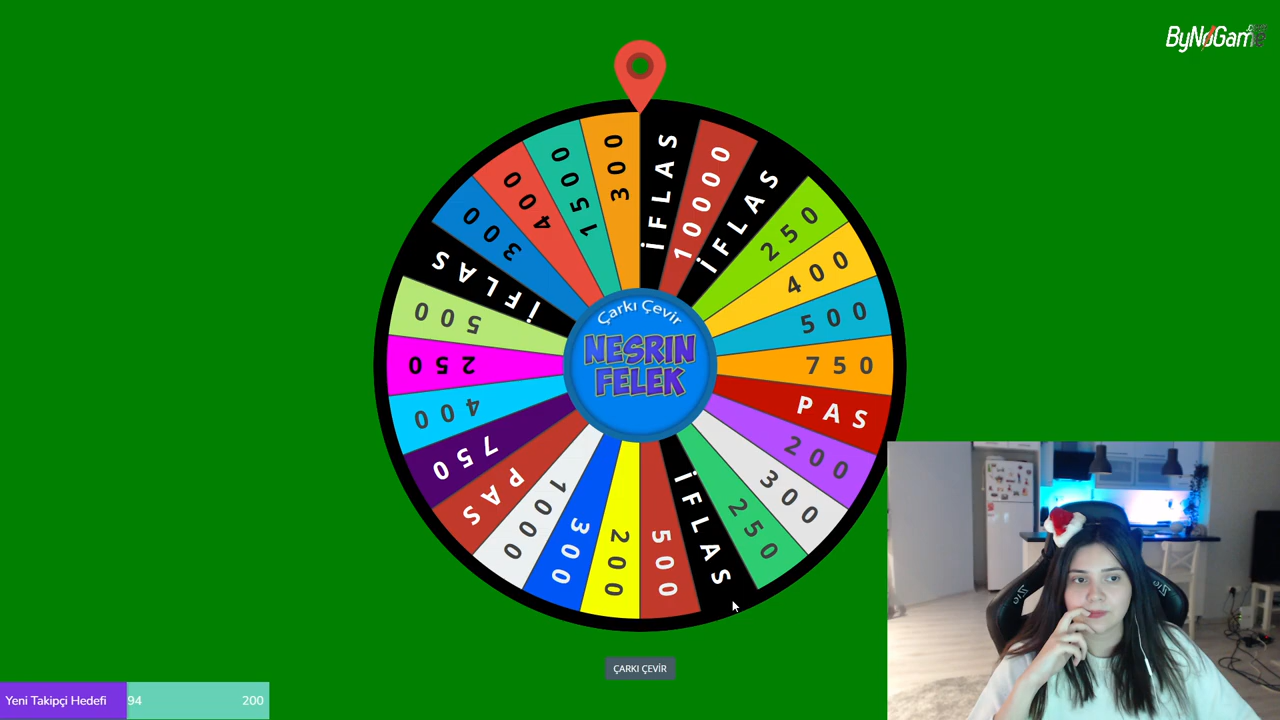 ByNoGame
İFLAS
10000
İFLAS
250
400
500
750
PAS
200
300
250
İFLAS
500
200
300
1000
PAS
750
400
250
500
İFLAS
300
400
1500
300
Çarkı Çevir
NESRIN
FELEK
ÇARKI ÇEVİR
Yeni Takipçi Hedefi 94 200